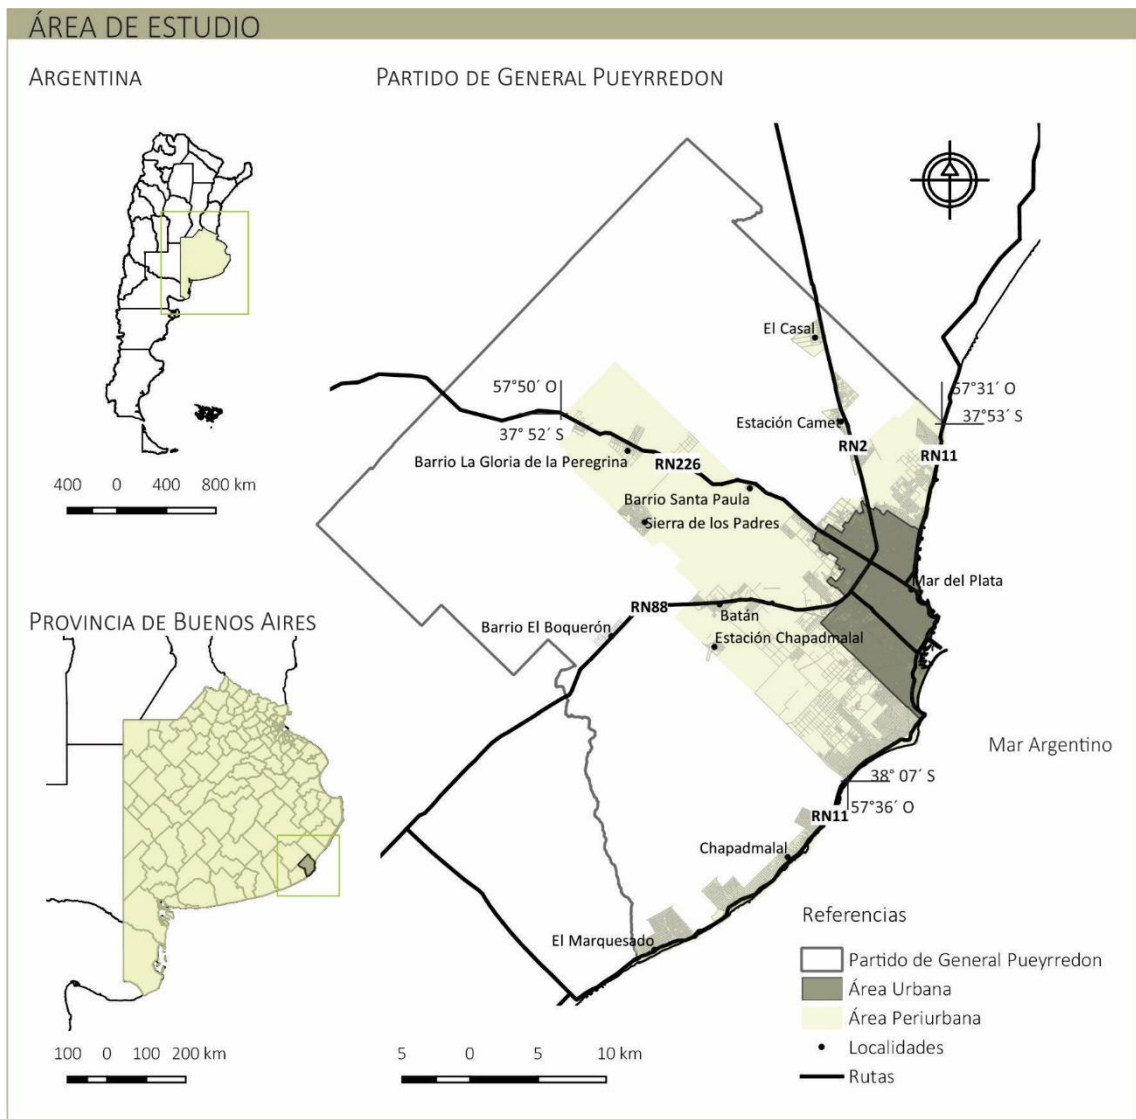 ÁREA DE ESTUDIO
ARGENTINA
PARTIDO DE GENERAL PUEYRREDON
El Casal
57°50´ O
57°31´ O
37°53´ S
Estación Camet
37° 52´ S
RN2
RN11
Barrio La Gloria de la Peregrina
RN226
400 0 400 800 km
Barrio Santa Paula
Sierra de los Padres
Mar del Plata
RN88
Batán
PROVINCIA DE BUENOS AIRES
Barrio El Boquerón
Estación Chapadmalal
Mar Argentino
38° 07´ S
57°36´ O
RN11
Chapadmalal
Referencias
El Marquesado
Partido de General Pueyrredon
Área Urbana
Área Periurbana
Localidades
Rutas
100 0 100 200 km
5 0 5 10 km